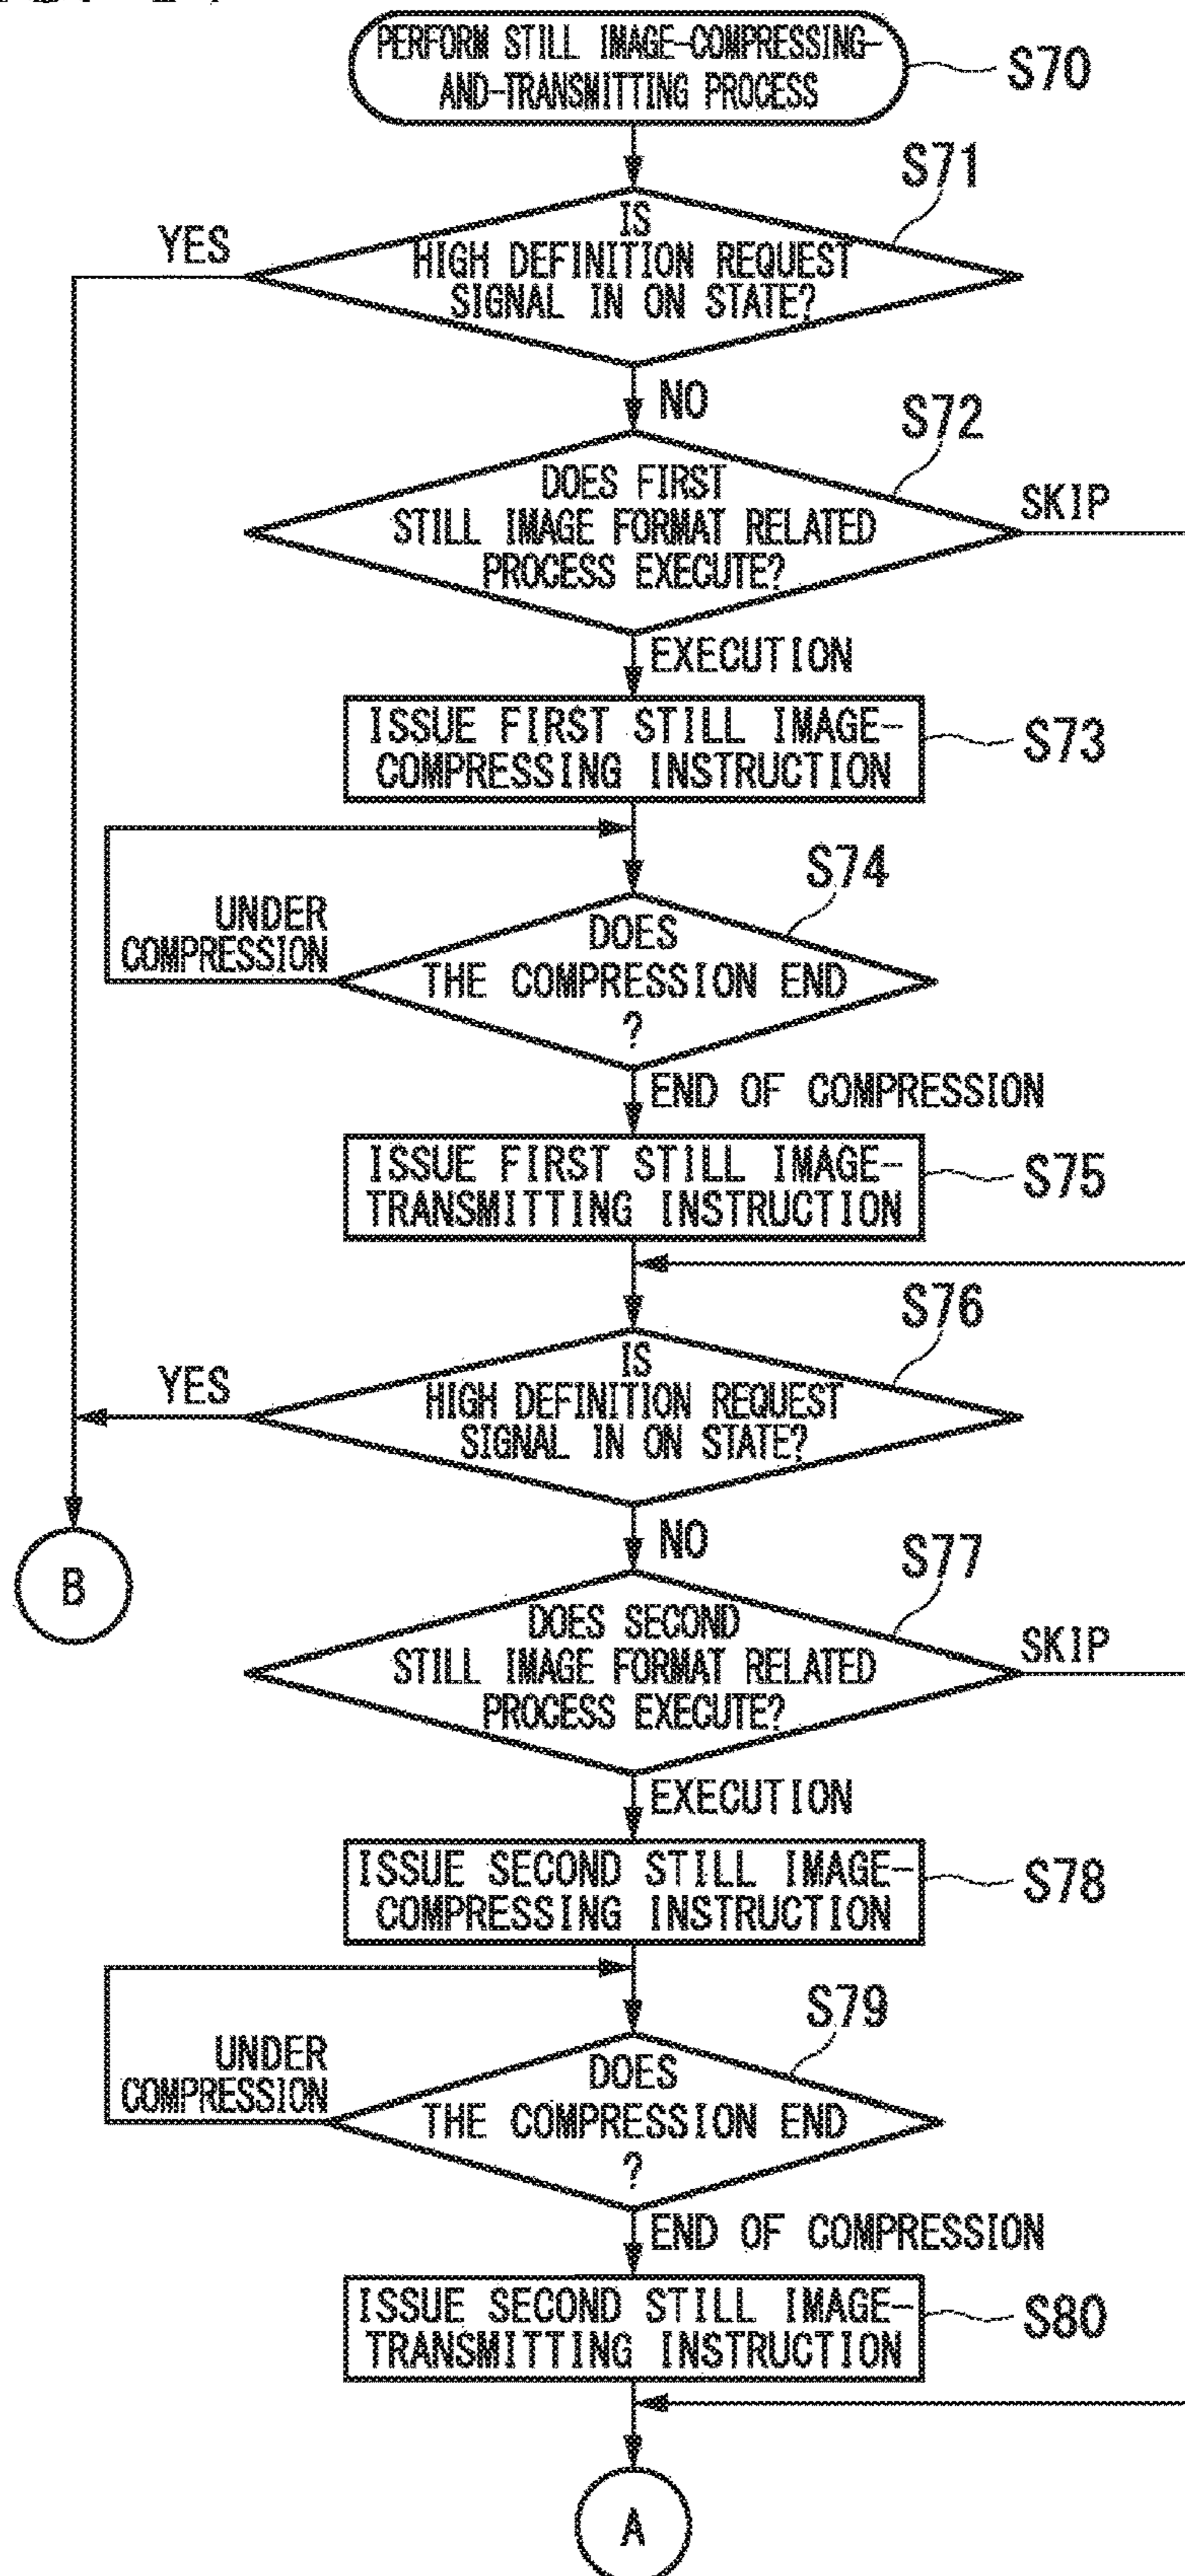 PERFORM STILL IMAGE-COMPRESSING-
AND-TRANSMITTING PROCESS
S70
S71
IS
HIGH DEFINITION REQUEST
SIGNAL IN ON STATE?
YES
NO
S72
DOES FIRST
STILL IMAGE FORMAT RELATED
PROCESS EXECUTE?
SKIP
EXECUTION
ISSUE FIRST STILL IMAGE-
COMPRESSING INSTRUCTION
S73
S74
UNDER
COMPRESSION
DOES
THE COMPRESSION END
?
END OF COMPRESSION
ISSUE FIRST STILL IMAGE-
TRANSMITTING INSTRUCTION
S75
S76
IS
HIGH DEFINITION REQUEST
SIGNAL IN ON STATE?
YES
NO
B
S77
DOES SECOND
STILL IMAGE FORMAT RELATED
PROCESS EXECUTE?
SKIP
EXECUTION
ISSUE SECOND STILL IMAGE-
COMPRESSING INSTRUCTION
S78
S79
UNDER
COMPRESSION
DOES
THE COMPRESSION END
?
END OF COMPRESSION
ISSUE SECOND STILL IMAGE-
TRANSMITTING INSTRUCTION
S80
A